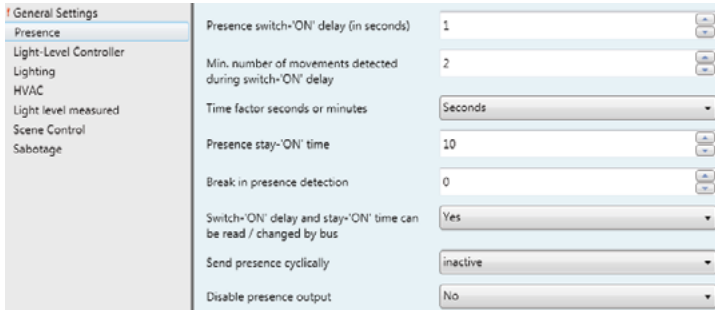 General Settings
Presence
Light-Level Controller
Lighting
HVAC
Light level measured
Scene Control
Sabotage
Presence switch-'ON' delay (in seconds) 1
Min. number of movements detected
during switch-'ON' delay 2
Time factor seconds or minutes Seconds
Presence stay-'ON' time 10
Break in presence detection 0
Switch-'ON' delay and stay-'ON' time can
be read / changed by bus Yes
Send presence cyclically inactive
Disable presence output No